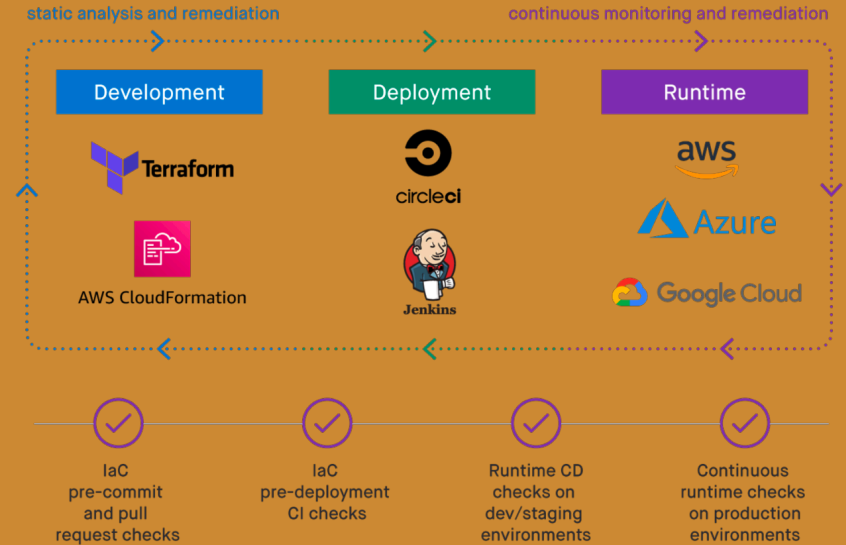 static analysis and remediation
continuous monitoring and remediation
Development
Deployment
Runtime
Terraform
AWS CloudFormation
circleci
Jenkins
aws
Azure
Google Cloud
IaC
pre-commit
and pull
request checks
IaC
pre-deployment
CI checks
Runtime CD
checks on
dev/staging
environments
Continuous
runtime checks
on production
environments